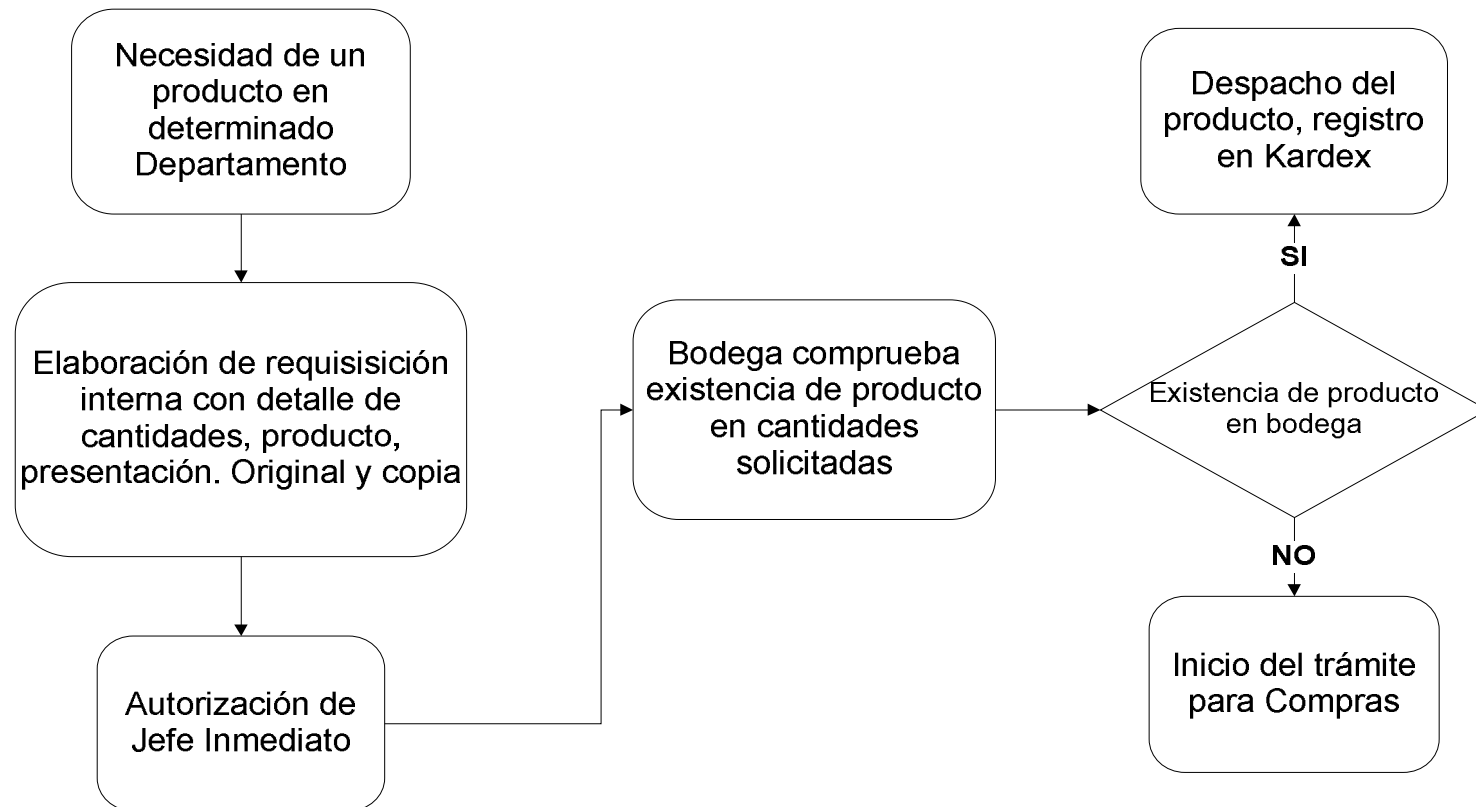 Necesidad de un
producto en
determinado
Departamento
Elaboración de requisisición
interna con detalle de
cantidades, producto,
presentación. Original y copia
Autorización de
Jefe Inmediato
Bodega comprueba
existencia de producto
en cantidades
solicitadas
Existencia de producto
en bodega
SI
Despacho del
producto, registro
en Kardex
NO
Inicio del trámite
para Compras